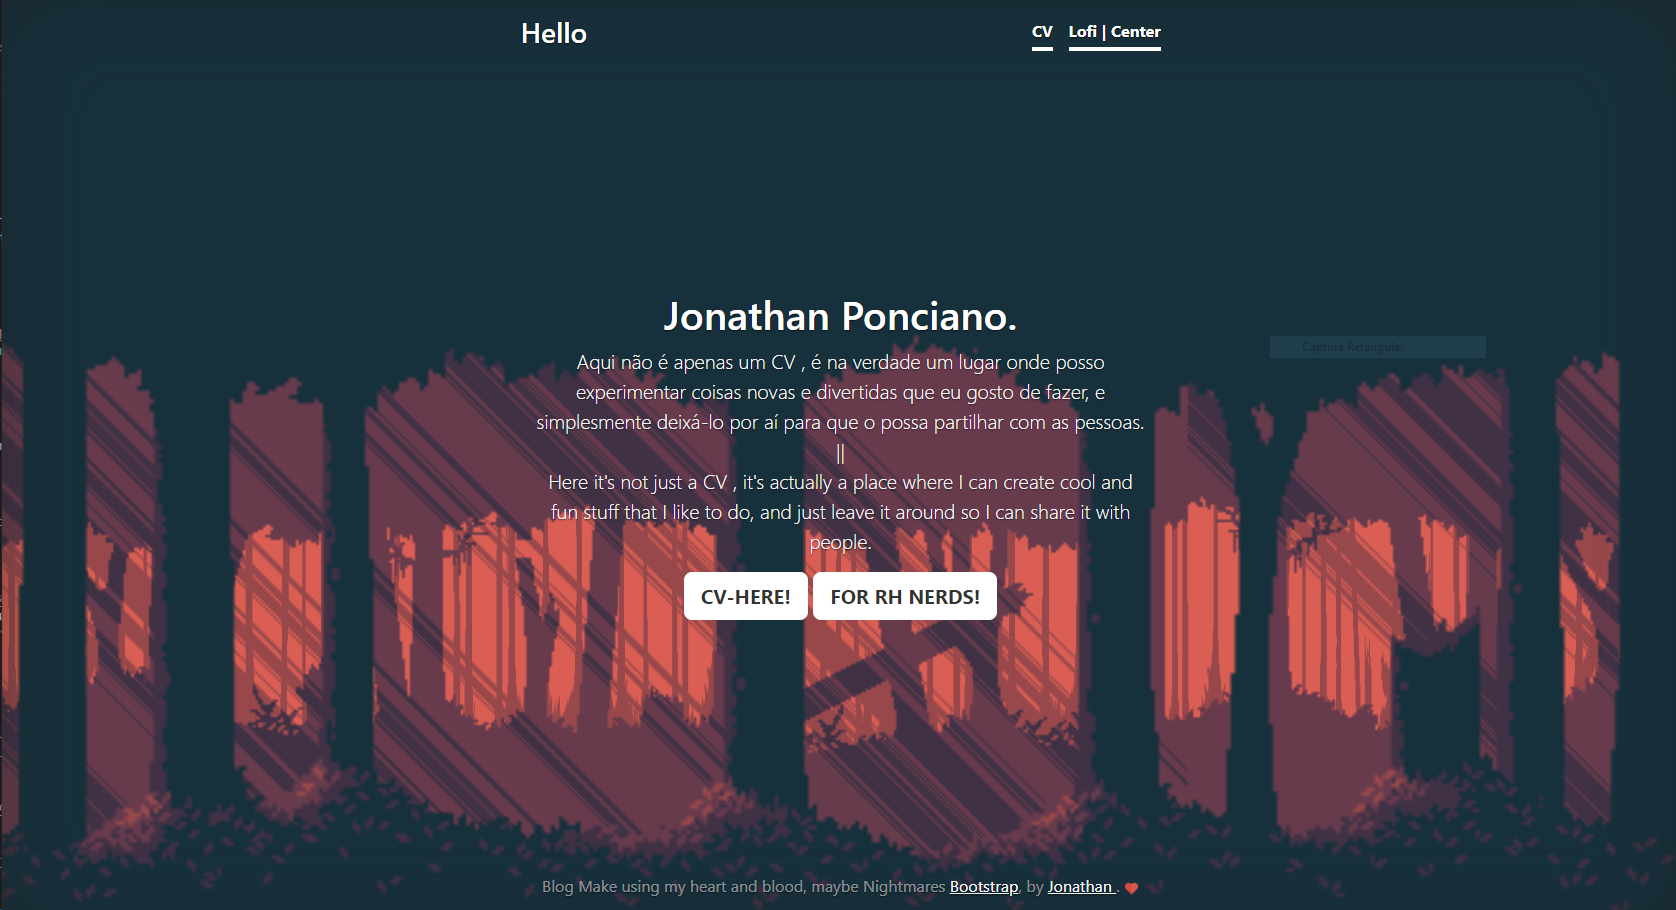 Hello
CV
Lofi | Center
Jonathan Ponciano.
Aqui não é apenas um CV , é na verdade um lugar onde posso
experimentar coisas novas e divertidas que eu gosto de fazer, e
simplesmente deixá-lo por aí para que o possa partilhar com as pessoas.
||
Here it's not just a CV , it's actually a place where I can create cool and
fun stuff that I like to do, and just leave it around so I can share it with
people.
CV-HERE!
FOR RH NERDS!
Captura Retangular
Blog Make using my heart and blood, maybe Nightmares Bootstrap, by Jonathan .